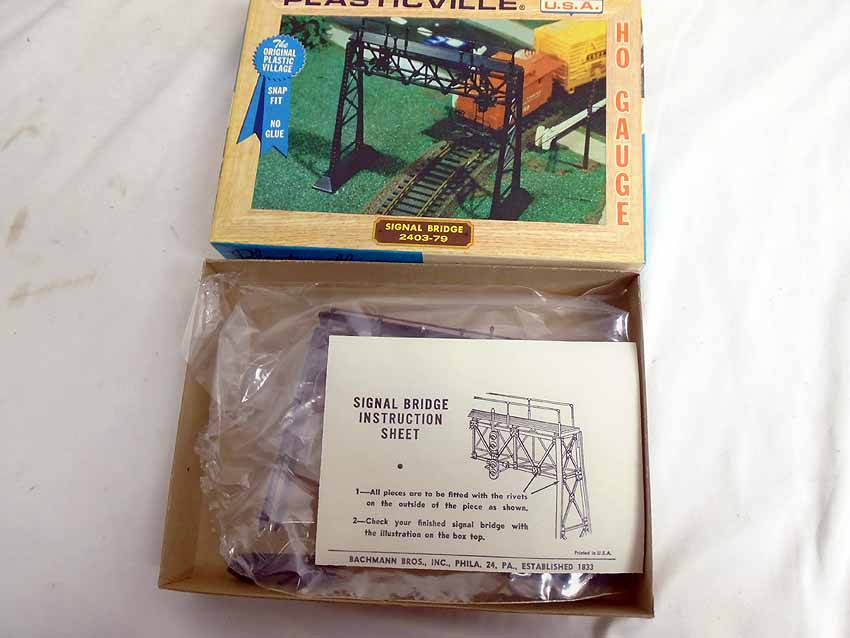 PLASTICVILLE®
U.S.A.
The
ORIGINAL
PLASTIC
VILLAGE
SNAP
FIT
NO
GLUE
HO GAUGE
SIGNAL BRIDGE
2403-79
SIGNAL BRIDGE
INSTRUCTION
SHEET
1—All pieces are to be fitted with the rivets
on the outside of the piece as shown.
2—Check your finished signal bridge with
the illustration on the box top.
Printed in U.S.A.
BACHMANN BROS., INC., PHILA. 24, PA., ESTABLISHED 1833